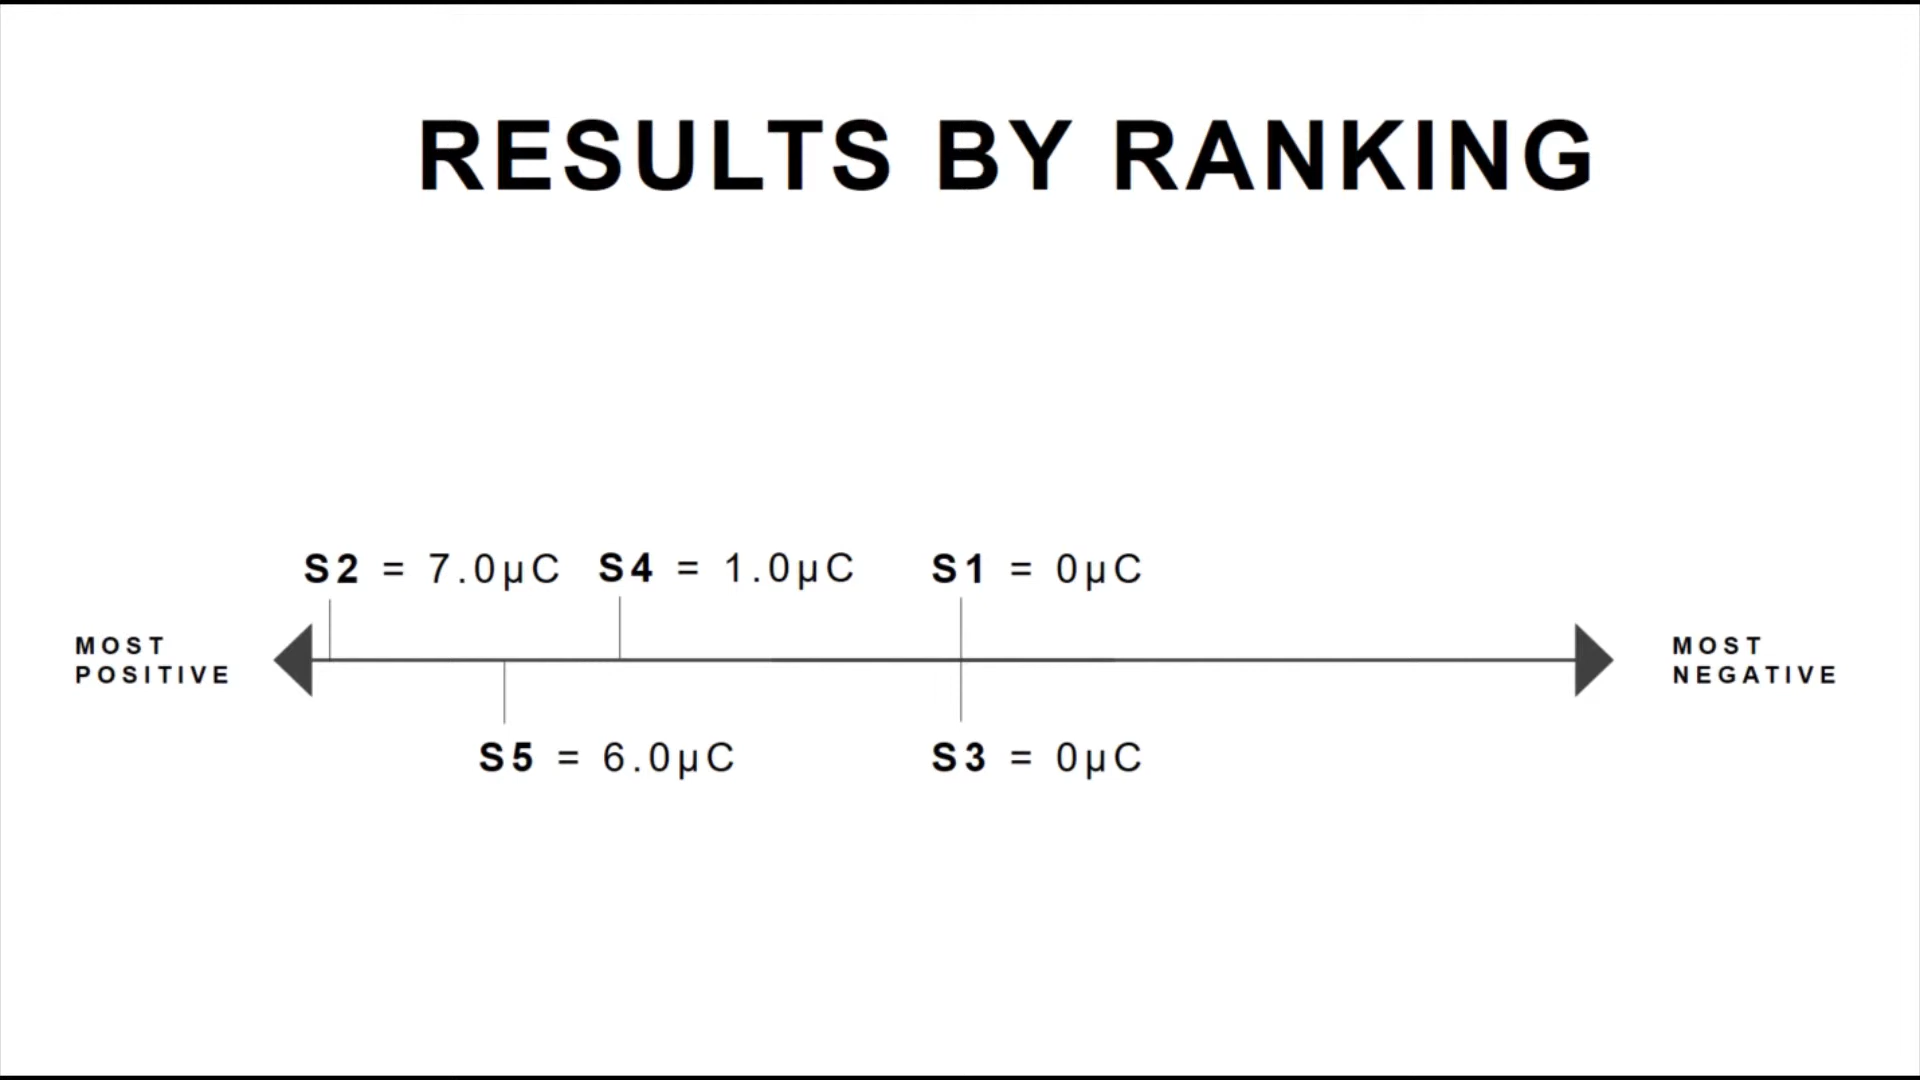 RESULTS BY RANKING
S2 = 7.0µC S4 = 1.0µC S1 = 0µC
MOST
POSITIVE
MOST
NEGATIVE
S5 = 6.0µC S3 = 0µC